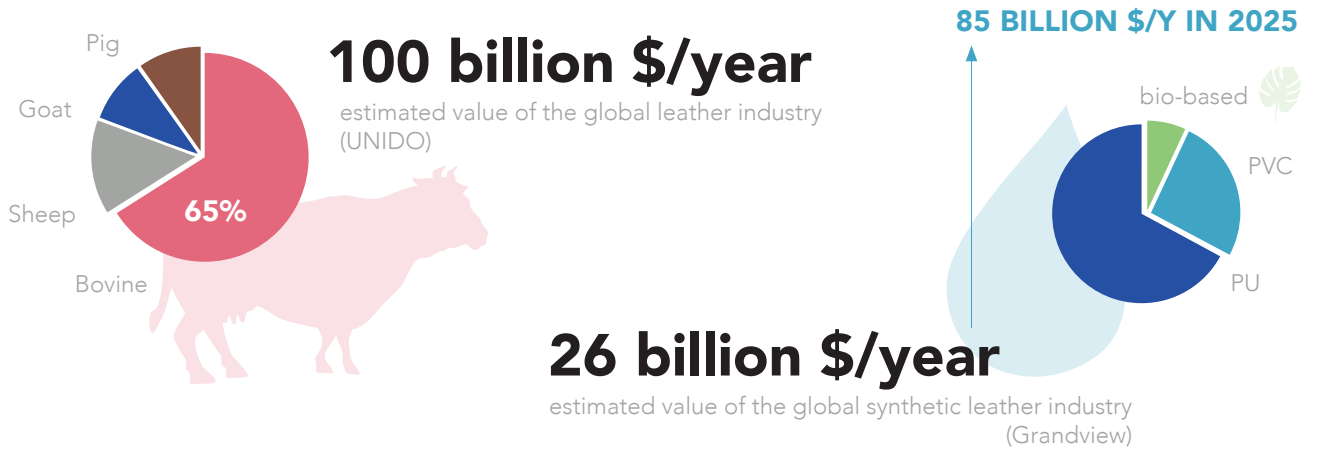 Pig
Goat
Sheep
Bovine
65%
100 billion $/year
estimated value of the global leather industry
(UNIDO)
85 BILLION $/Y IN 2025
bio-based
PVC
PU
26 billion $/year
estimated value of the global synthetic leather industry
(Grandview)